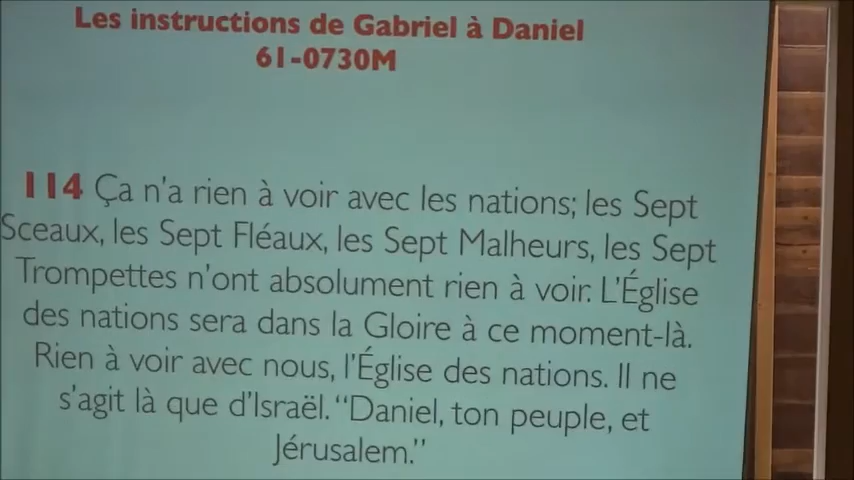 Les instructions de Gabriel à Daniel
61-0730M
114 Ça n'a rien à voir avec les nations; les Sept
Sceaux, les Sept Fléaux, les Sept Malheurs, les Sept
Trompettes n'ont absolument rien à voir. L'Église
des nations sera dans la Gloire à ce moment-là.
Rien à voir avec nous, l'Église des nations. Il ne
s'agit là que d'Israël. “Daniel, ton peuple, et
Jérusalem.”